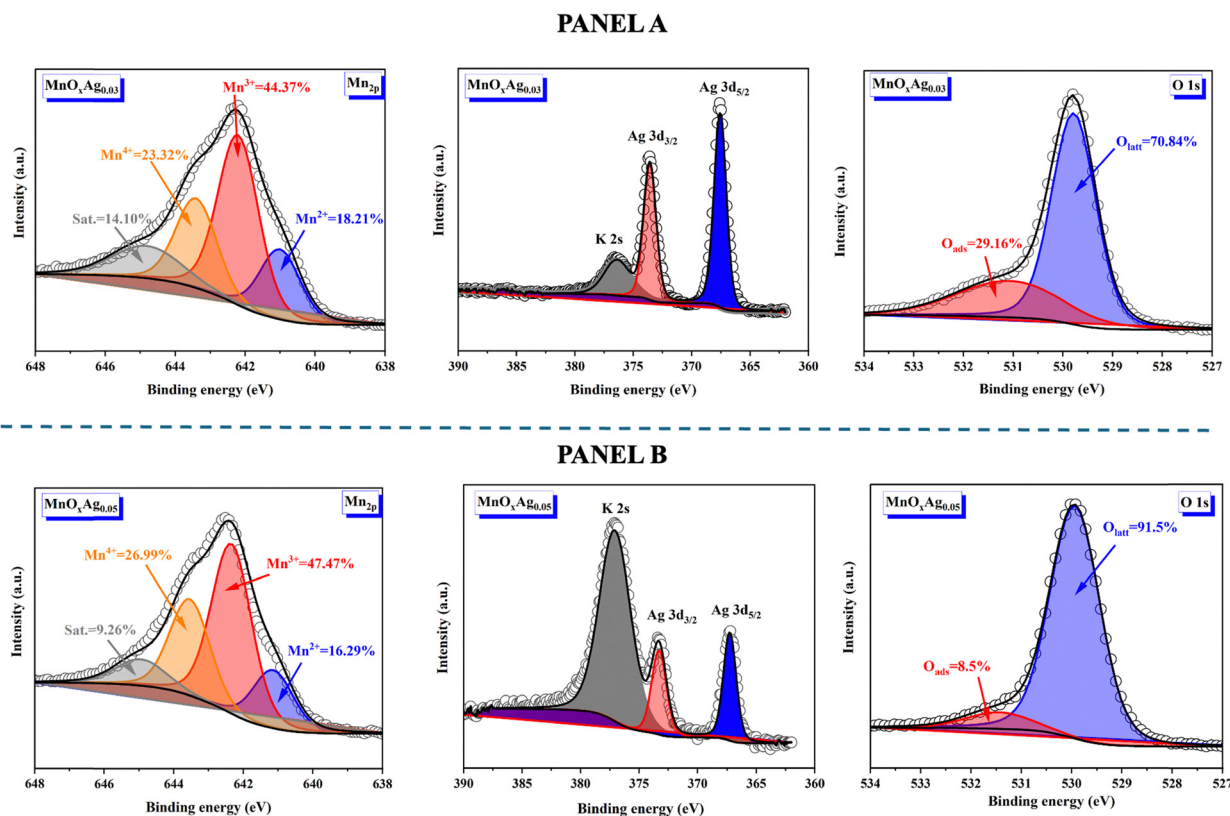 PANEL A
MnOₓAg₀.₀₃
Mn₂ₚ
Mn³⁺=44.37%
Mn⁴⁺=23.32%
Sat.=14.10%
Mn²⁺=18.21%
Intensity (a.u.)
648 646 644 642 640 638
Binding energy (eV)
MnOₓAg₀.₀₃
Ag 3d₅/₂
Ag 3d₃/₂
K 2s
Intensity (a.u.)
390 385 380 375 370 365 360
Binding energy (eV)
MnOₓAg₀.₀₃
O 1s
Oₗₐₜₜ=70.84%
Oₐdₛ=29.16%
Intensity (a.u.)
534 533 532 531 530 529 528 527
Binding energy (eV)
PANEL B
MnOₓAg₀.₀₅
Mn₂ₚ
Mn⁴⁺=26.99%
Mn³⁺=47.47%
Sat.=9.26%
Mn²⁺=16.29%
Intensity (a.u.)
648 646 644 642 640 638
Binding energy (eV)
MnOₓAg₀.₀₅
K 2s
Ag 3d₃/₂
Ag 3d₅/₂
Intensity (a.u.)
390 385 380 375 370 365 360
Binding energy (eV)
MnOₓAg₀.₀₅
O 1s
Oₗₐₜₜ=91.5%
Oₐdₛ=8.5%
Intensity (a.u.)
534 533 532 531 530 529 528 527
Binding energy (eV)